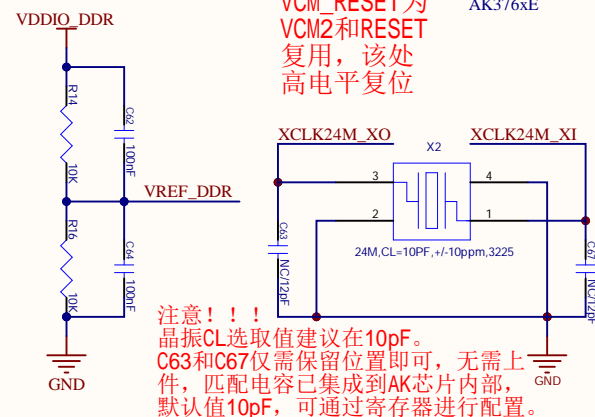 VCM_RESET为
VCM2和RESET
复用，该处
高电平复位
AK376xE
VDDIO_DDR
R14
10K
C62
100nF
VREF_DDR
R16
10K
C64
100nF
GND
XCLK24M_XO
X2
XCLK24M_XI
3
4
2
1
24M,CL=10PF,+/-10ppm,3225
C63
NC/12pF
C67
NC/12pF
GND
注意！！！
晶振CL选取值建议在10pF。
C63和C67仅需保留位置即可，无需上
件，匹配电容已集成到AK芯片内部，
默认值10pF，可通过寄存器进行配置。